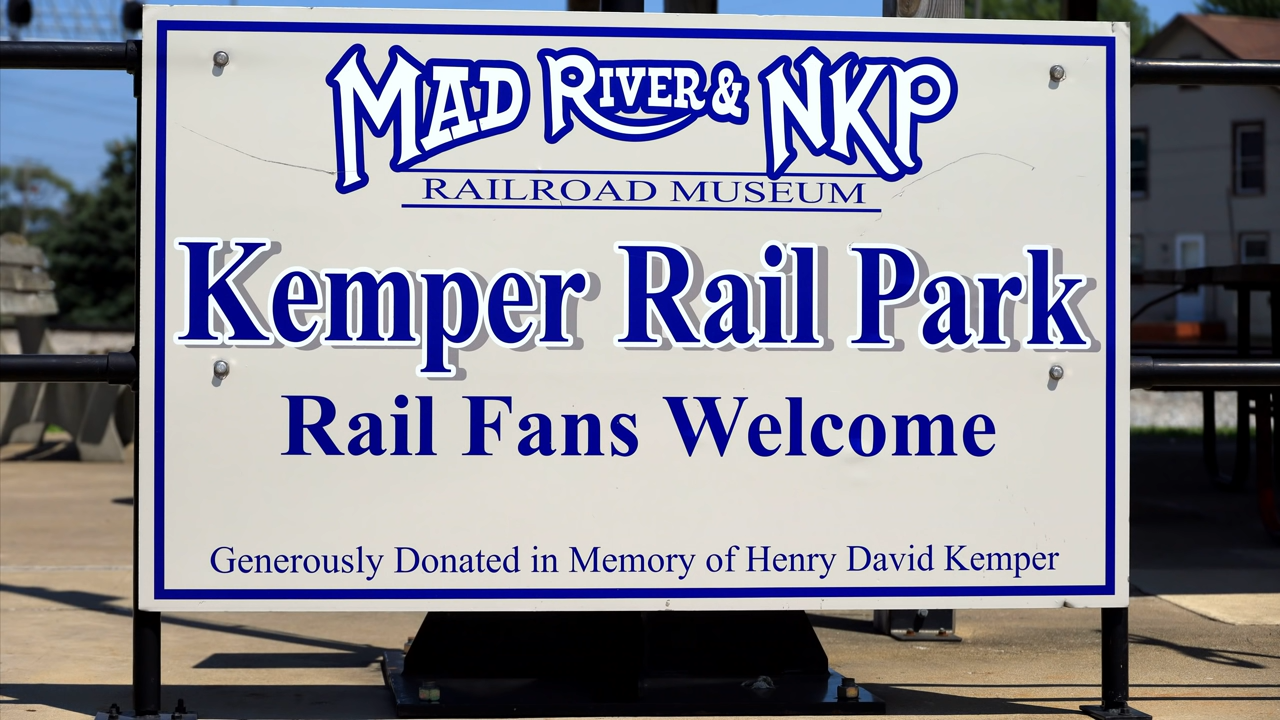 MAD RIVER & NKP
RAILROAD MUSEUM
Kemper Rail Park
Rail Fans Welcome
Generously Donated in Memory of Henry David Kemper